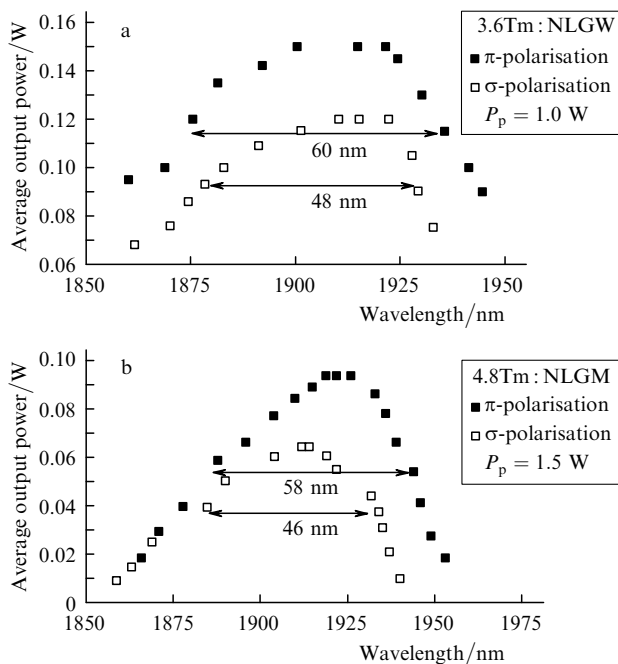 a
Average output power/W
0.16
0.14
0.12
0.10
0.08
0.06
60 nm
48 nm
3.6Tm : NLGW
π-polarisation
σ-polarisation
Pp = 1.0 W
1850
1875
1900
1925
1950
Wavelength/nm
b
Average output power/W
0.10
0.08
0.06
0.04
0.02
0
58 nm
46 nm
4.8Tm : NLGM
π-polarisation
σ-polarisation
Pp = 1.5 W
1850
1875
1900
1925
1950
1975
Wavelength/nm